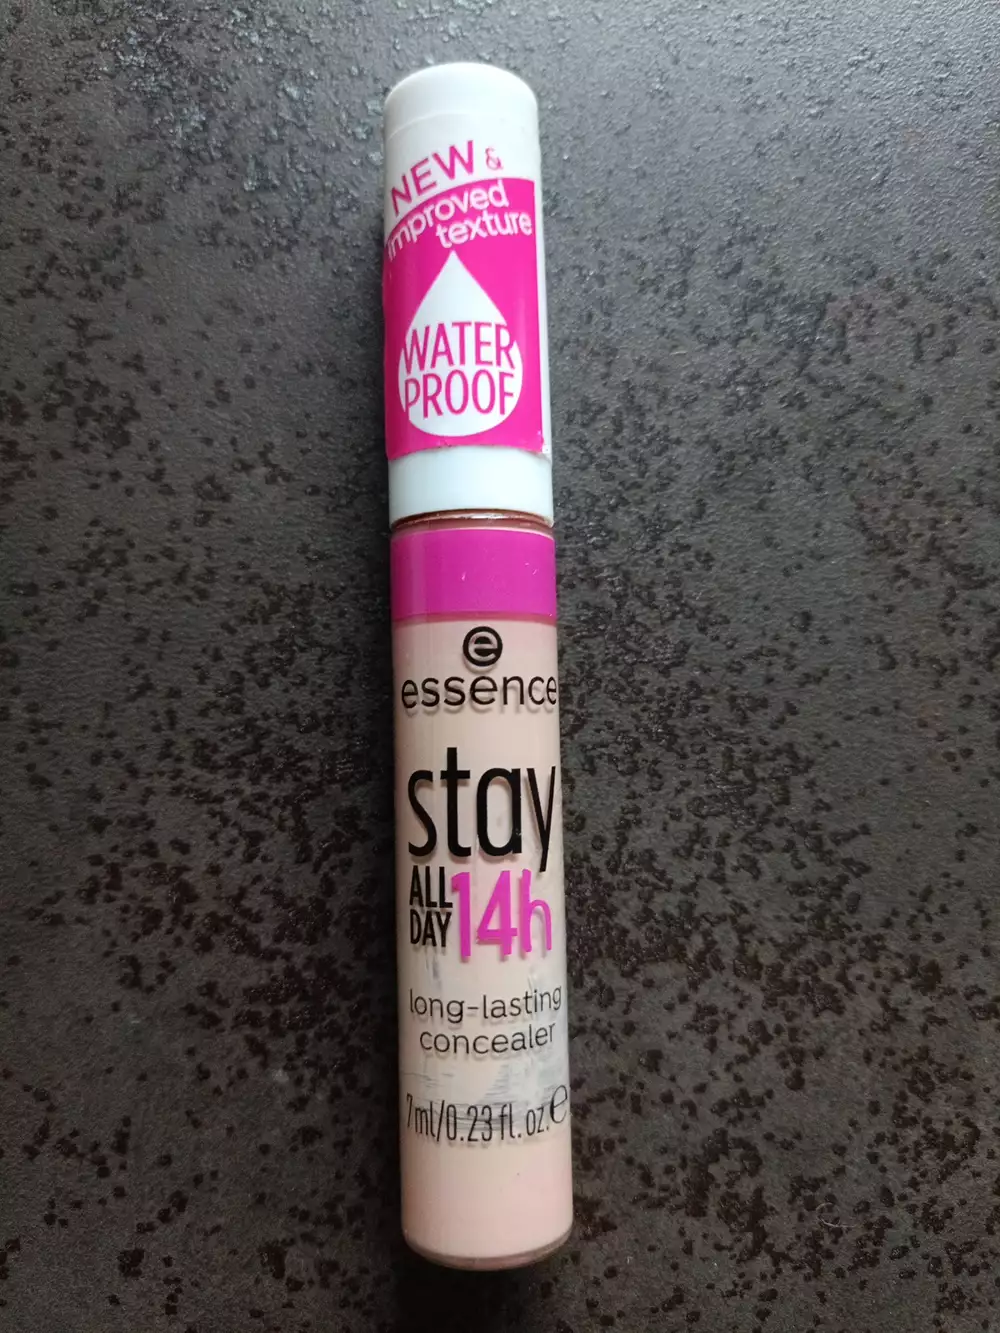 NEW &
improved
texture
WATER
PROOF
e
essence
stay
ALL
DAY 14h
long-lasting
concealer
7ml/0.23 fl. oz. ℮